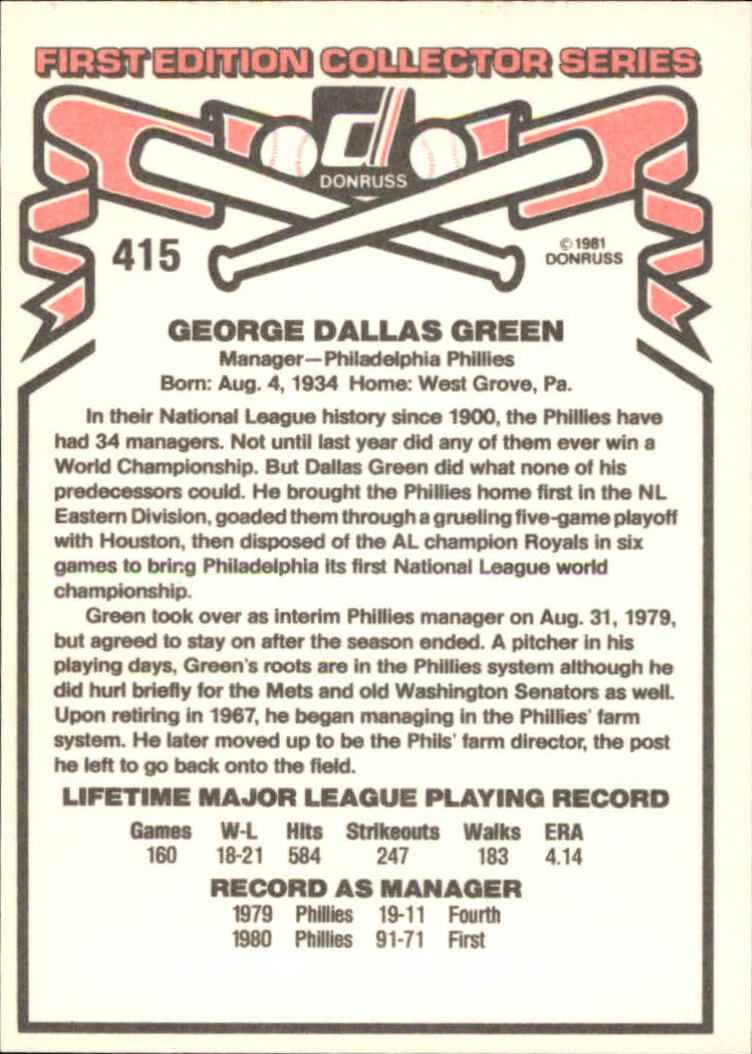 FIRST EDITION COLLECTOR SERIES
d
DONRUSS
415
© 1981
DONRUSS
GEORGE DALLAS GREEN
Manager—Philadelphia Phillies
Born: Aug. 4, 1934 Home: West Grove, Pa.
In their National League history since 1900, the Phillies have
had 34 managers. Not until last year did any of them ever win a
World Championship. But Dallas Green did what none of his
predecessors could. He brought the Phillies home first in the NL
Eastern Division, goaded them through a grueling five-game playoff
with Houston, then disposed of the AL champion Royals in six
games to bring Philadelphia its first National League world
championship.
Green took over as interim Phillies manager on Aug. 31, 1979,
but agreed to stay on after the season ended. A pitcher in his
playing days, Green's roots are in the Phillies system although he
did hurl briefly for the Mets and old Washington Senators as well.
Upon retiring in 1967, he began managing in the Phillies' farm
system. He later moved up to be the Phils' farm director, the post
he left to go back onto the field.
LIFETIME MAJOR LEAGUE PLAYING RECORD
Games W-L Hits Strikeouts Walks ERA
160 18-21 584 247 183 4.14
RECORD AS MANAGER
1979 Phillies 19-11 Fourth
1980 Phillies 91-71 First